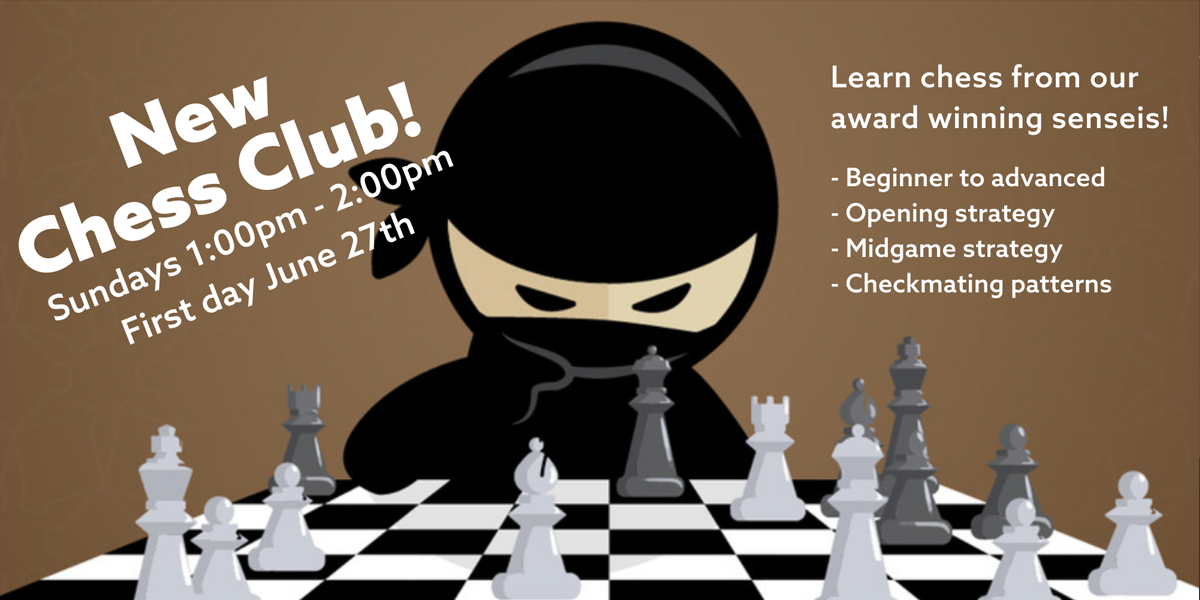 New
Chess Club!
Sundays 1:00pm - 2:00pm
First day June 27th
Learn chess from our
award winning senseis!
- Beginner to advanced
- Opening strategy
- Midgame strategy
- Checkmating patterns